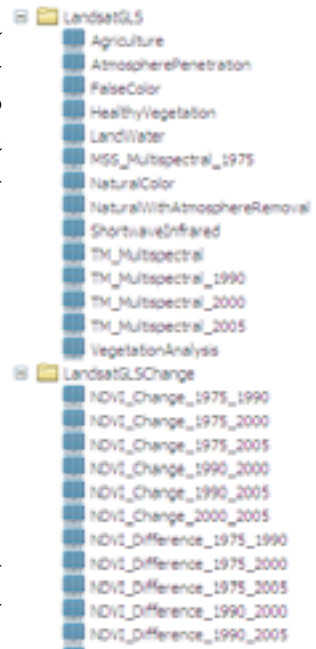 LandsatGLS
Agriculture
AtmospherePenetration
FalseColor
HealthyVegetation
LandWater
MSS_Multispectral_1975
NaturalColor
NaturalWithAtmosphereRemoval
ShortwaveInfrared
TM_Multispectral
TM_Multispectral_1990
TM_Multispectral_2000
TM_Multispectral_2005
VegetationAnalysis
LandsatGLSChange
NDVI_Change_1975_1990
NDVI_Change_1975_2000
NDVI_Change_1975_2005
NDVI_Change_1990_2000
NDVI_Change_1990_2005
NDVI_Change_2000_2005
NDVI_Difference_1975_1990
NDVI_Difference_1975_2000
NDVI_Difference_1975_2005
NDVI_Difference_1990_2000
NDVI_Difference_1990_2005